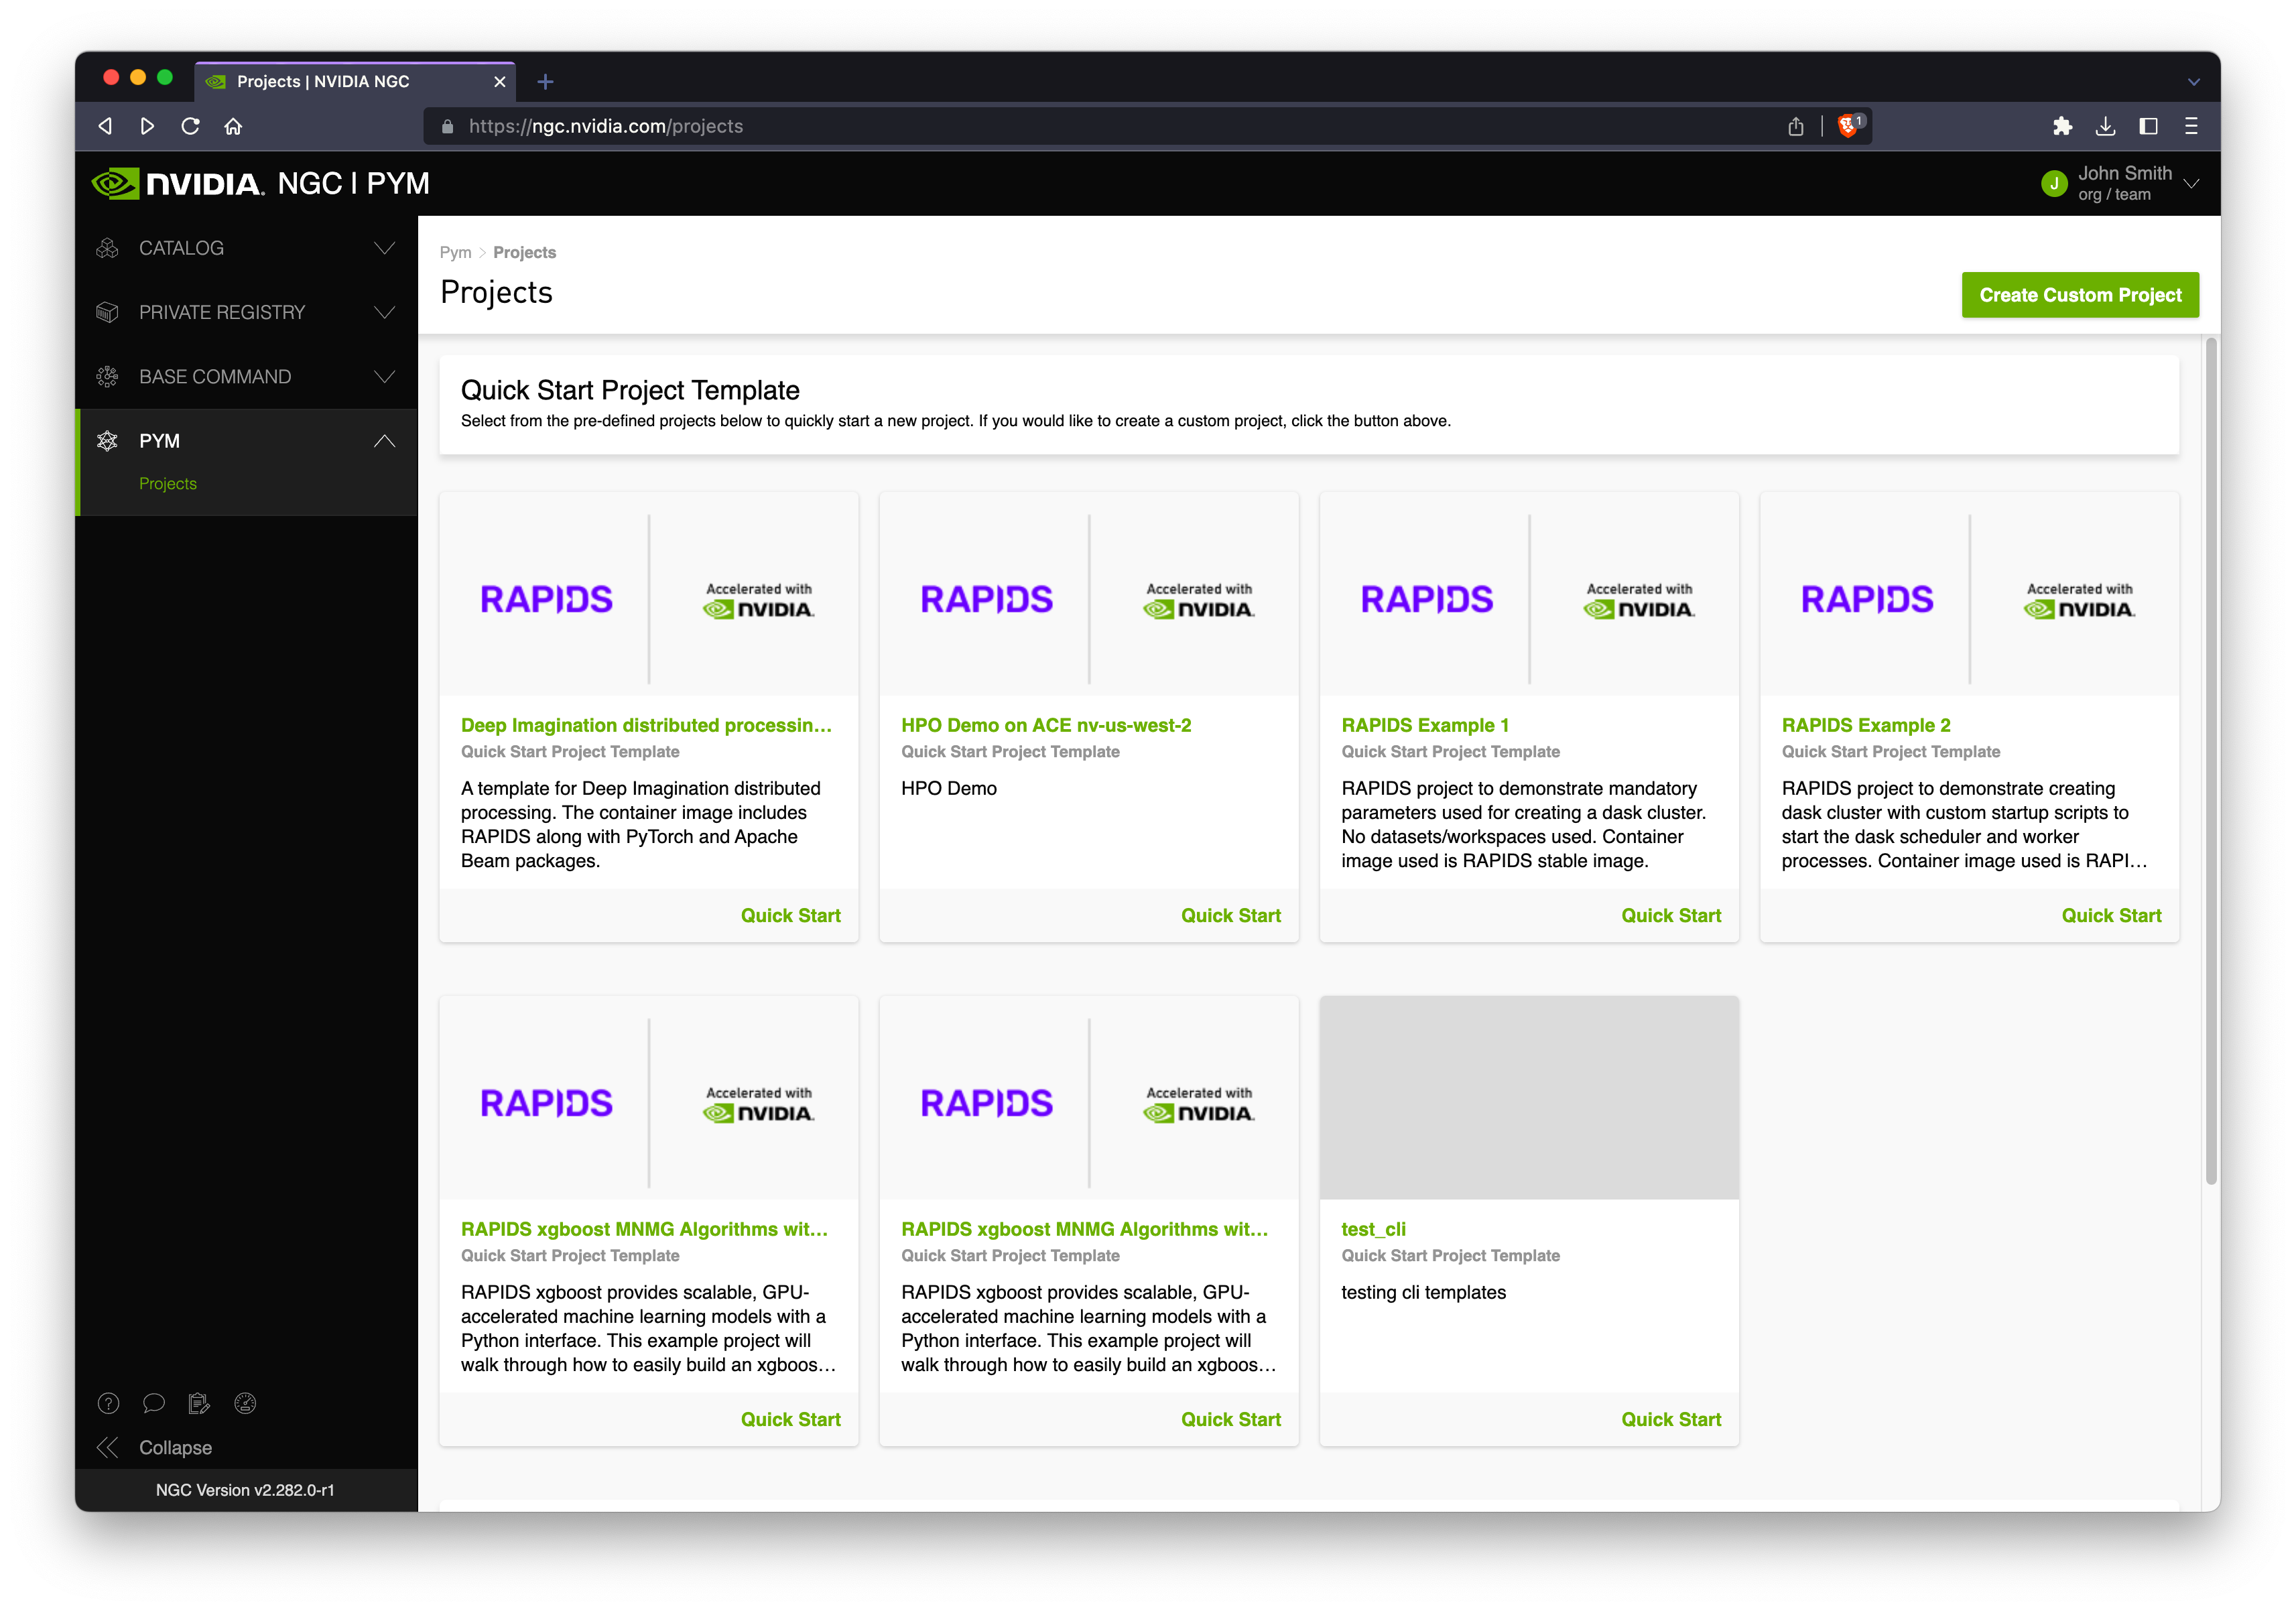 Projects | NVIDIA NGC
https://ngc.nvidia.com/projects
1
NVIDIA. NGC | PYM
J
John Smith
org / team
CATALOG
PRIVATE REGISTRY
BASE COMMAND
PYM
Projects
Pym > Projects
Projects
Create Custom Project
Quick Start Project Template
Select from the pre-defined projects below to quickly start a new project. If you would like to create a custom project, click the button above.
RAPIDS
Accelerated with
NVIDIA.
Deep Imagination distributed processin...
Quick Start Project Template
A template for Deep Imagination distributed
processing. The container image includes
RAPIDS along with PyTorch and Apache
Beam packages.
Quick Start
RAPIDS
Accelerated with
NVIDIA.
HPO Demo on ACE nv-us-west-2
Quick Start Project Template
HPO Demo
Quick Start
RAPIDS
Accelerated with
NVIDIA.
RAPIDS Example 1
Quick Start Project Template
RAPIDS project to demonstrate mandatory
parameters used for creating a dask cluster.
No datasets/workspaces used. Container
image used is RAPIDS stable image.
Quick Start
RAPIDS
Accelerated with
NVIDIA.
RAPIDS Example 2
Quick Start Project Template
RAPIDS project to demonstrate creating
dask cluster with custom startup scripts to
start the dask scheduler and worker
processes. Container image used is RAPI...
Quick Start
RAPIDS
Accelerated with
NVIDIA.
RAPIDS xgboost MNMG Algorithms wit...
Quick Start Project Template
RAPIDS xgboost provides scalable, GPU-
accelerated machine learning models with a
Python interface. This example project will
walk through how to easily build an xgboos...
Quick Start
RAPIDS
Accelerated with
NVIDIA.
RAPIDS xgboost MNMG Algorithms wit...
Quick Start Project Template
RAPIDS xgboost provides scalable, GPU-
accelerated machine learning models with a
Python interface. This example project will
walk through how to easily build an xgboos...
Quick Start
test_cli
Quick Start Project Template
testing cli templates
Quick Start
?
Collapse
NGC Version v2.282.0-r1